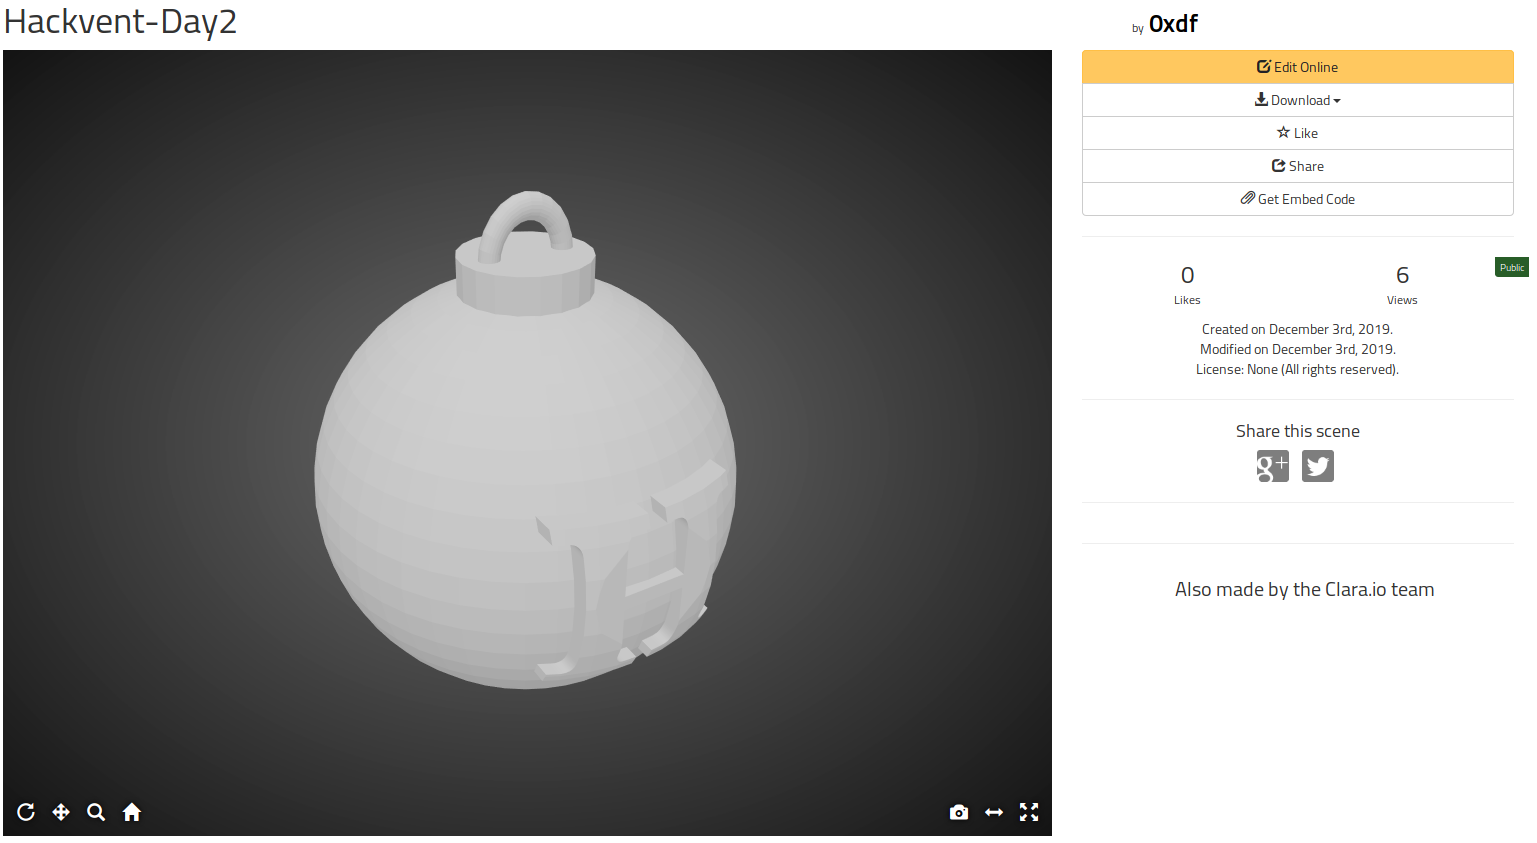 Hackvent-Day2
by 0xdf
Edit Online
Download
Like
Share
Get Embed Code
0
Likes
6
Views
Public
Created on December 3rd, 2019.
Modified on December 3rd, 2019.
License: None (All rights reserved).
Share this scene
g+
Also made by the Clara.io team